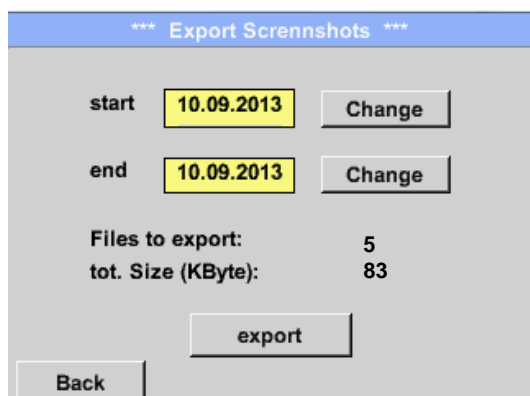 *** Export Scrennshots ***
start 10.09.2013 Change
end 10.09.2013 Change
Files to export: 5
tot. Size (KByte): 83
export
Back